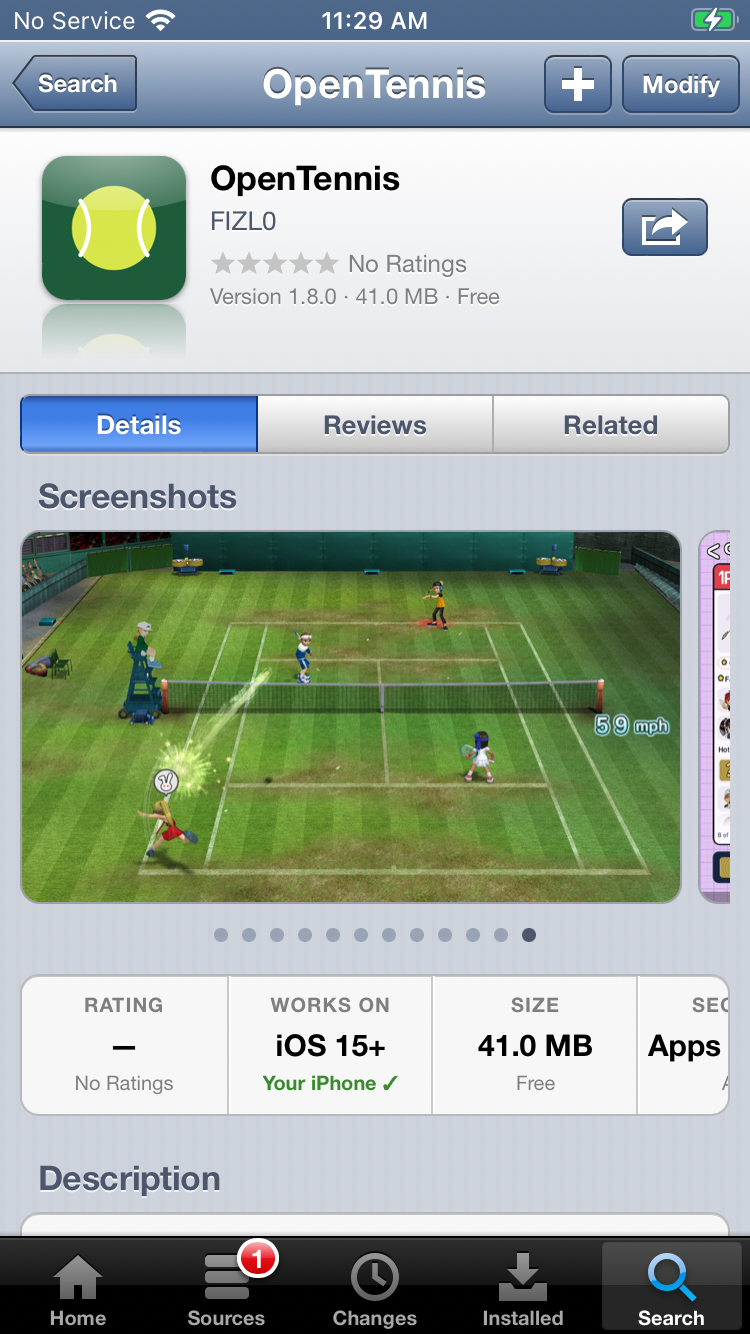 No Service 11:29 AM
Search OpenTennis Modify
OpenTennis
FIZL0
No Ratings
Version 1.8.0 · 41.0 MB · Free
Details Reviews Related
Screenshots
59 mph
RATING WORKS ON SIZE
– iOS 15+ 41.0 MB Apps
No Ratings Your iPhone ✓ Free
Description
1
Home Sources Changes Installed Search